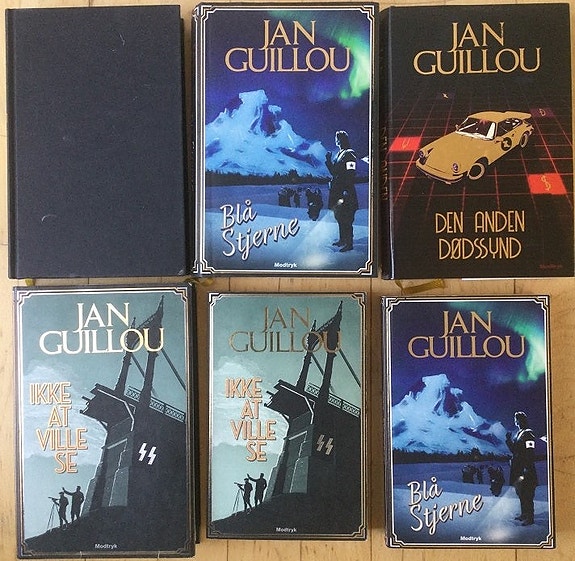 JAN
GUILLOU
Blå
Stjerne
Modtryk
JAN
GUILLOU
DEN ANDEN
DØDSSYND
Modtryk
JAN
GUILLOU
IKKE
AT
VILLE
SE
Modtryk
JAN
GUILLOU
IKKE
AT
VILLE
SE
Modtryk
JAN
GUILLOU
Blå
Stjerne
Modtryk